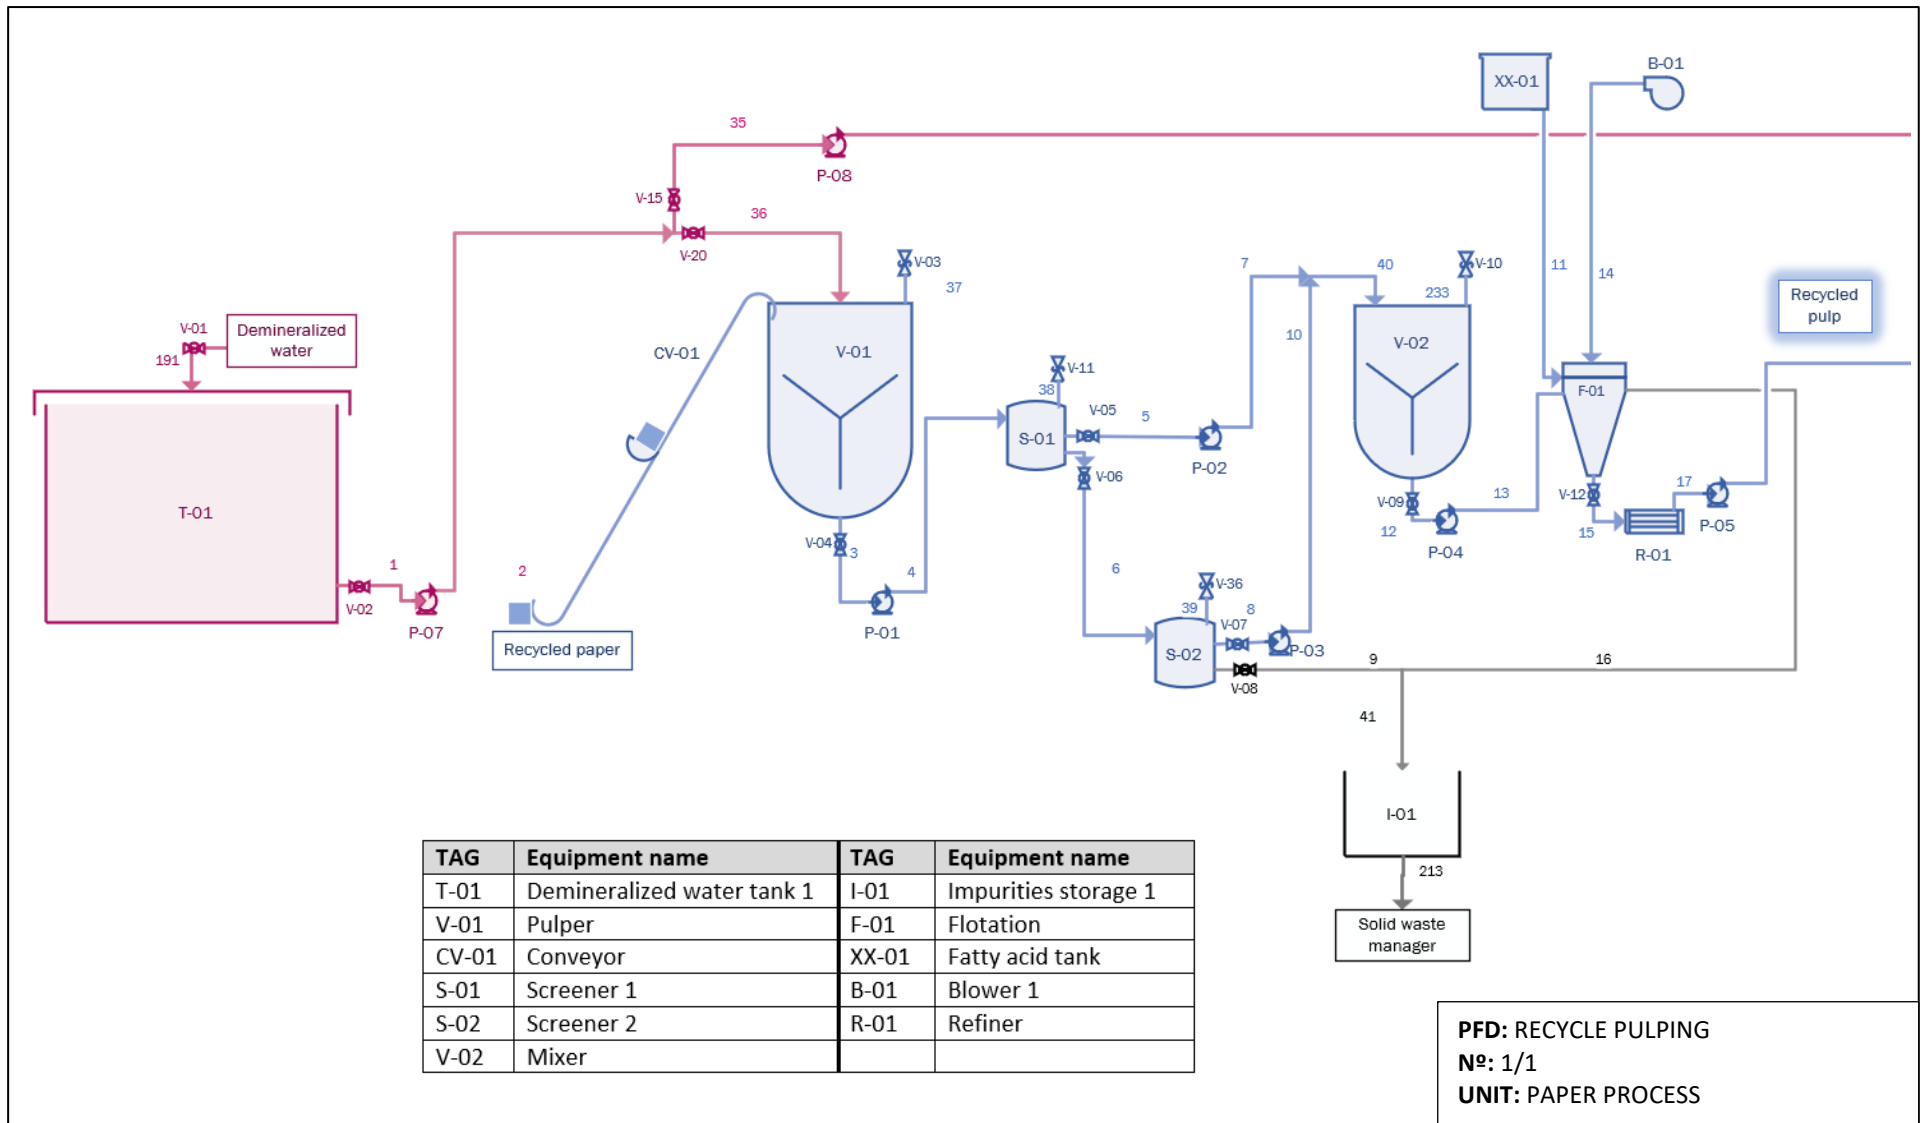 XX-01
B-01
35
P-08
V-15
36
V-20
V-03
37
7
40
V-10
233
11
14
Recycled
pulp
V-01
Demineralized
water
191
CV-01
V-01
10
V-02
V-11
38
V-05
5
S-01
P-02
V-06
F-01
T-01
V-04
3
4
V-09
12
P-04
13
V-12
15
17
P-05
R-01
1
V-02
P-07
2
Recycled paper
P-01
6
V-36
39
V-07
8
S-02
P-03
V-08
9
16
41
I-01
213
Solid waste
manager
TAG Equipment name TAG Equipment name
T-01 Demineralized water tank 1 I-01 Impurities storage 1
V-01 Pulper F-01 Flotation
CV-01 Conveyor XX-01 Fatty acid tank
S-01 Screener 1 B-01 Blower 1
S-02 Screener 2 R-01 Refiner
V-02 Mixer
PFD: RECYCLE PULPING
Nº: 1/1
UNIT: PAPER PROCESS